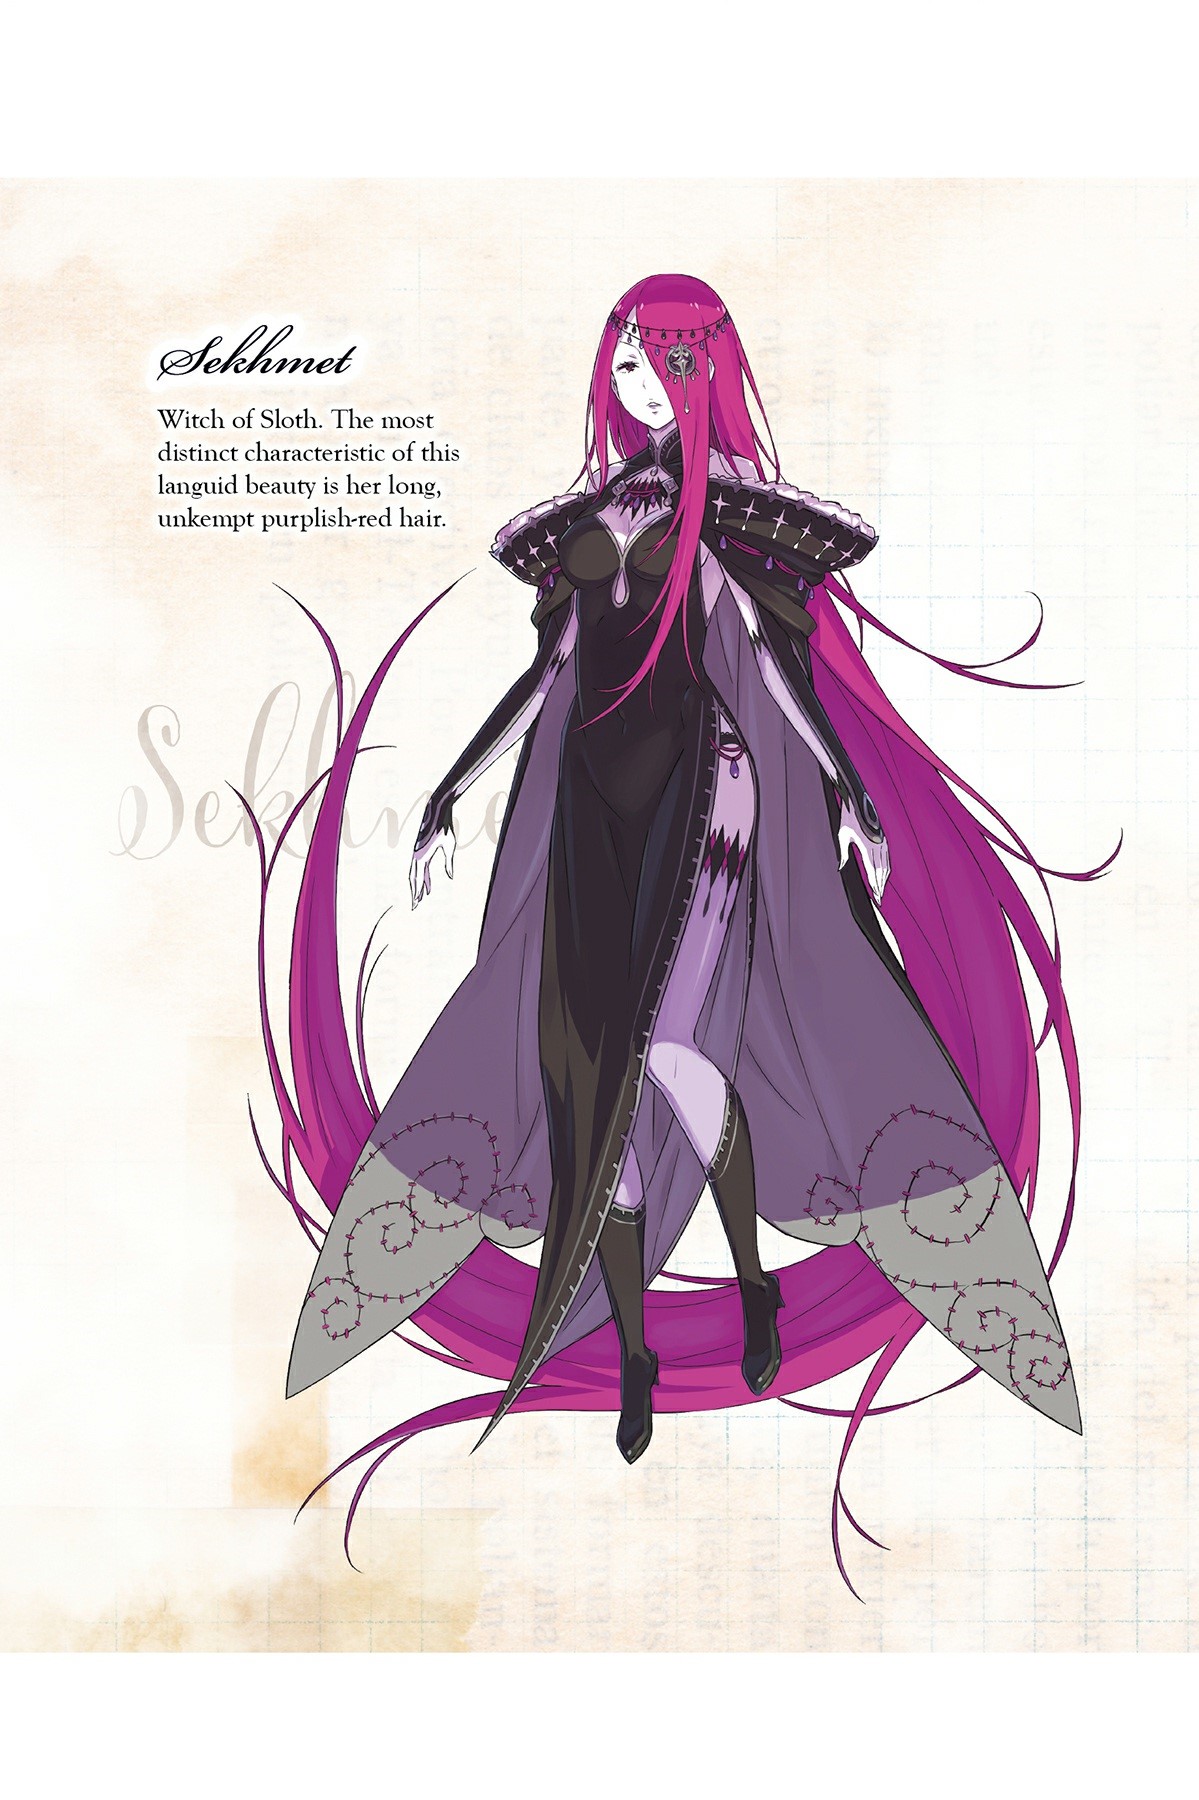 Sekhmet
Witch of Sloth. The most
distinct characteristic of this
languid beauty is her long,
unkempt purplish-red hair.